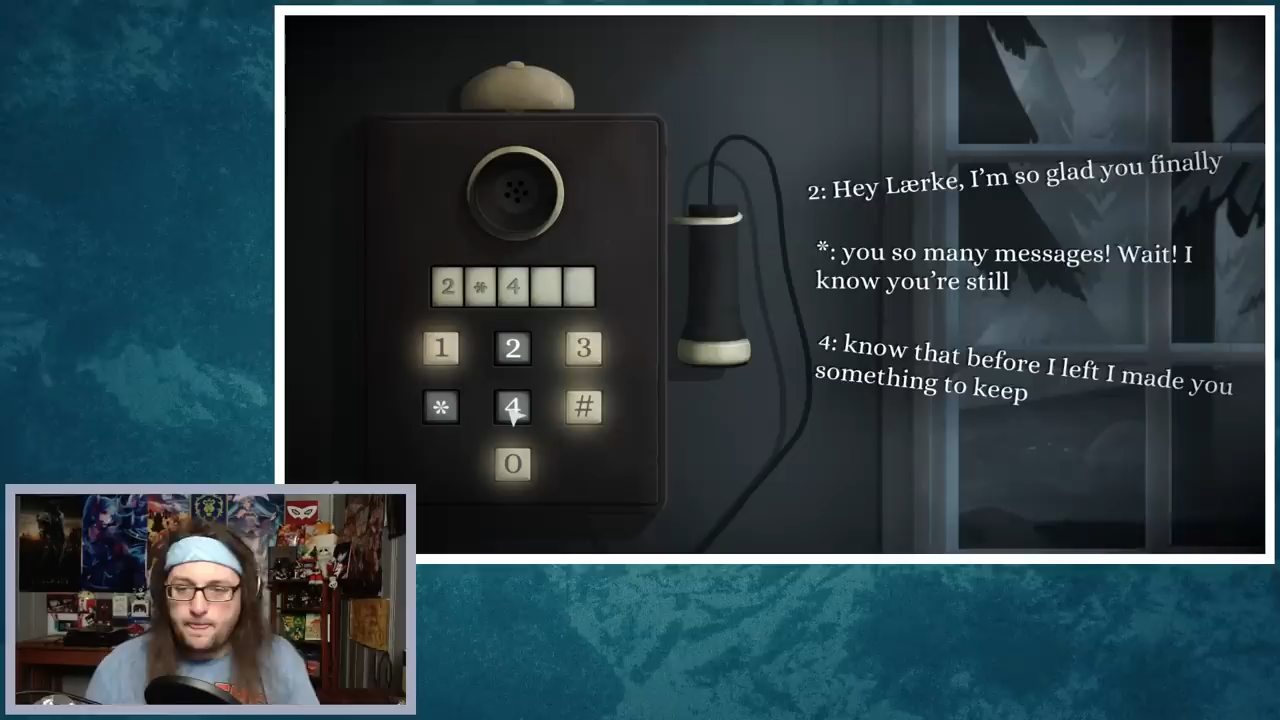 2: Hey Lærke, I'm so glad you finally
*: you so many messages! Wait! I
know you're still
4: know that before I left I made you
something to keep
2 * 4
1 2 3
* 4 #
0